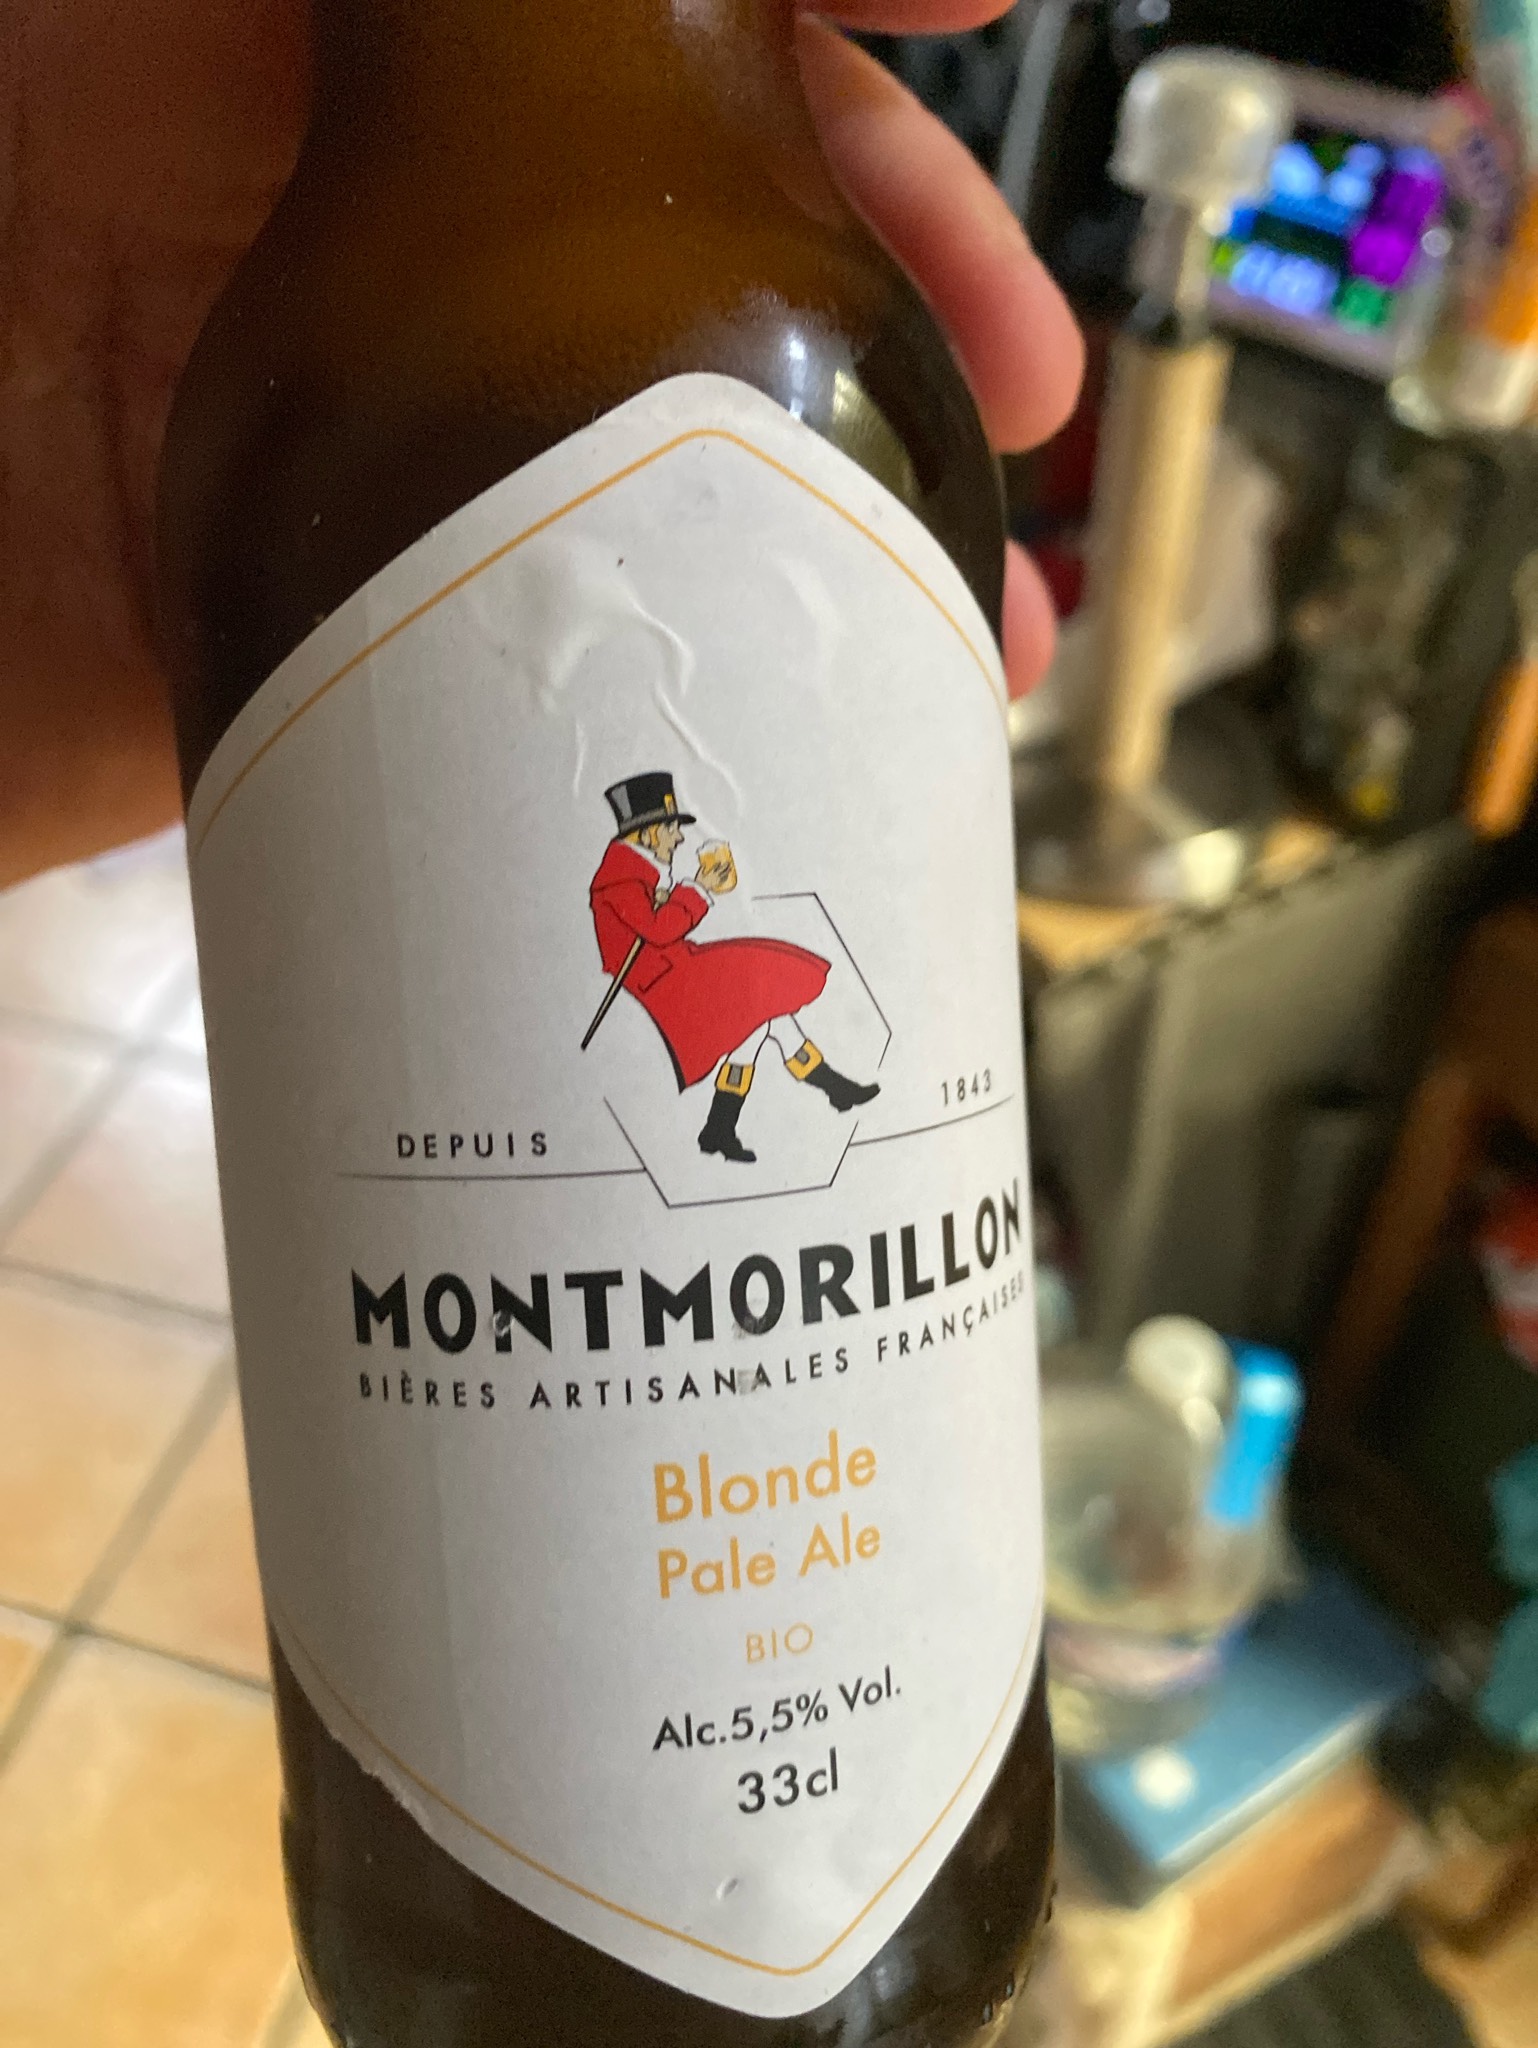 DEPUIS 1843
MONTMORILLON
BIÈRES ARTISANALES FRANÇAISES
Blonde
Pale Ale
BIO
Alc.5,5% Vol.
33cl